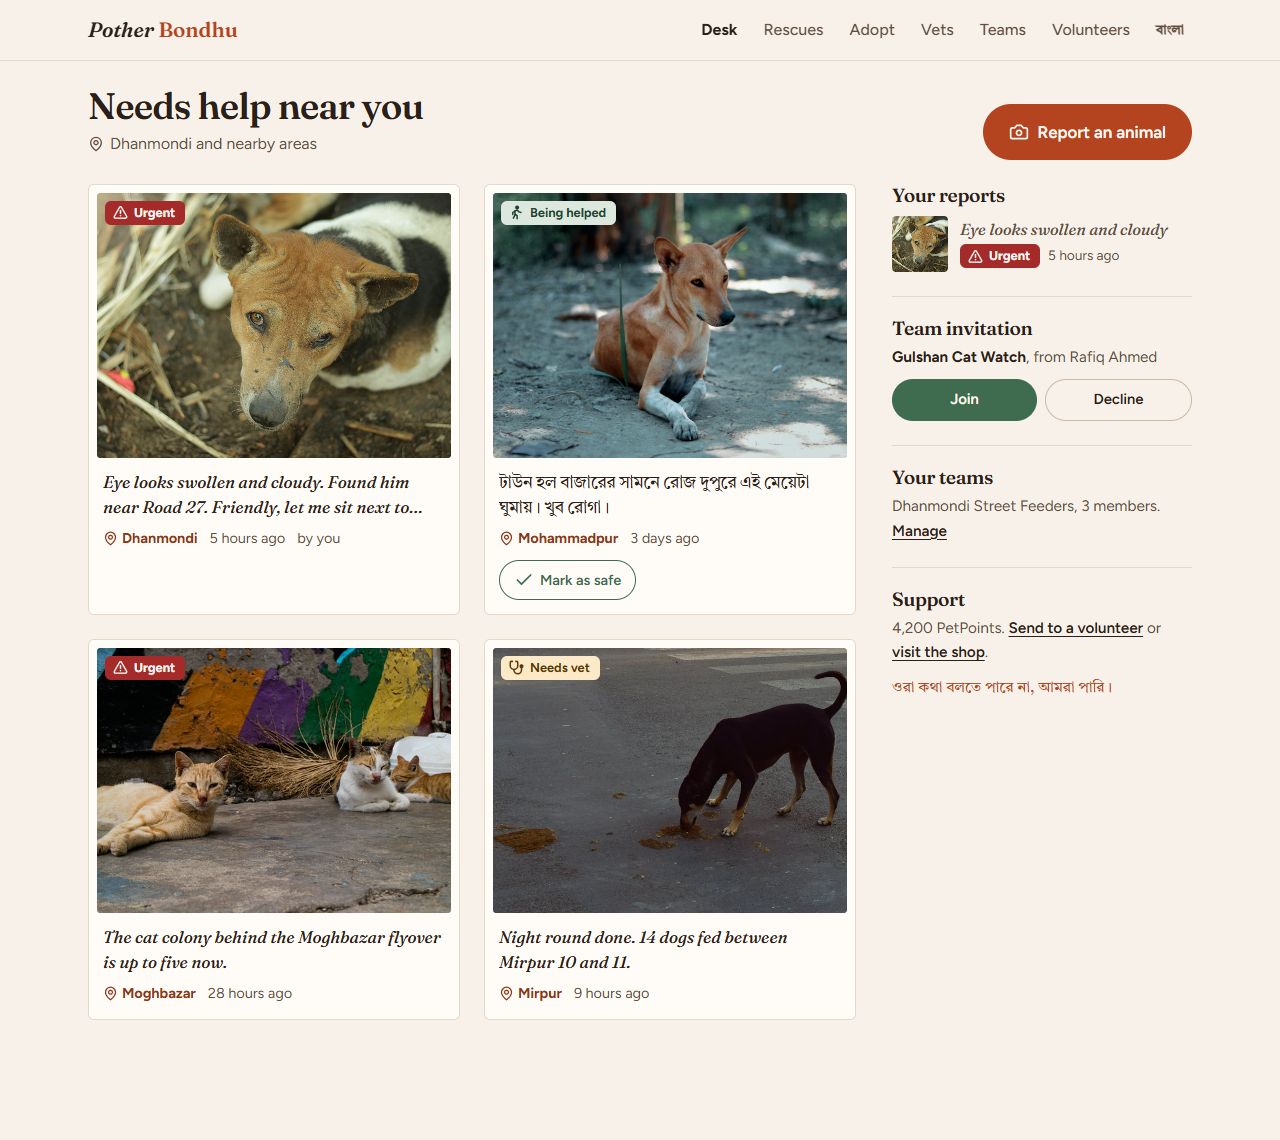 Pother Bondhu
Desk Rescues Adopt Vets Teams Volunteers বাংলা
Needs help near you
Dhanmondi and nearby areas
Report an animal
Urgent
Eye looks swollen and cloudy. Found him
near Road 27. Friendly, let me sit next to...
Dhanmondi 5 hours ago by you
Being helped
টাউন হল বাজারের সামনে রোজ দুপুরে এই মেয়েটা
ঘুমায়। খুব রোগা।
Mohammadpur 3 days ago
Mark as safe
Urgent
The cat colony behind the Moghbazar flyover
is up to five now.
Moghbazar 28 hours ago
Needs vet
Night round done. 14 dogs fed between
Mirpur 10 and 11.
Mirpur 9 hours ago
Your reports
Eye looks swollen and cloudy
Urgent 5 hours ago
Team invitation
Gulshan Cat Watch, from Rafiq Ahmed
Join Decline
Your teams
Dhanmondi Street Feeders, 3 members.
Manage
Support
4,200 PetPoints. Send to a volunteer or
visit the shop.
ওরা কথা বলতে পারে না, আমরা পারি।